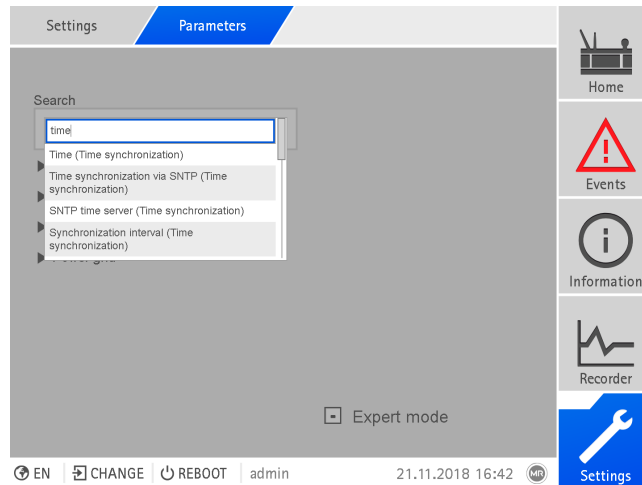 Settings
Parameters
Search
time
Time (Time synchronization)
Time synchronization via SNTP (Time
synchronization)
SNTP time server (Time synchronization)
Synchronization interval (Time
synchronization)
Expert mode
EN
CHANGE
REBOOT
admin
21.11.2018 16:42
MR
Home
Events
Information
Recorder
Settings